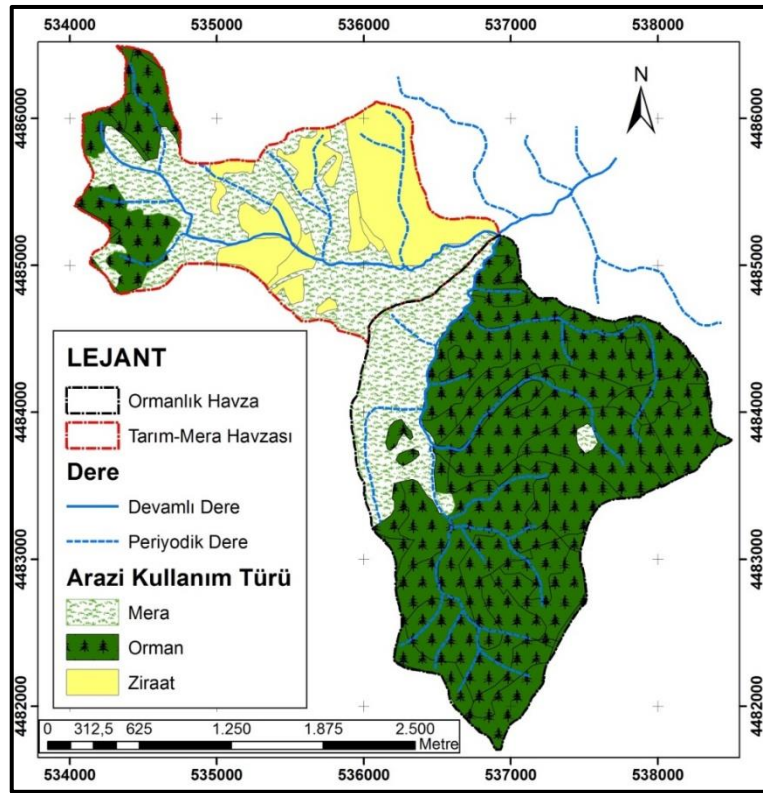 534000 535000 536000 537000 538000
4486000
4486000
N
4485000
4485000
LEJANT
Ormanlık Havza
Tarım-Mera Havzası
Dere
Devamlı Dere
Periyodik Dere
Arazi Kullanım Türü
Mera
Orman
Ziraat
4484000
4484000
4483000
4483000
4482000
4482000
0 312,5 625 1.250 1.875 2.500
Metre
534000 535000 536000 537000 538000